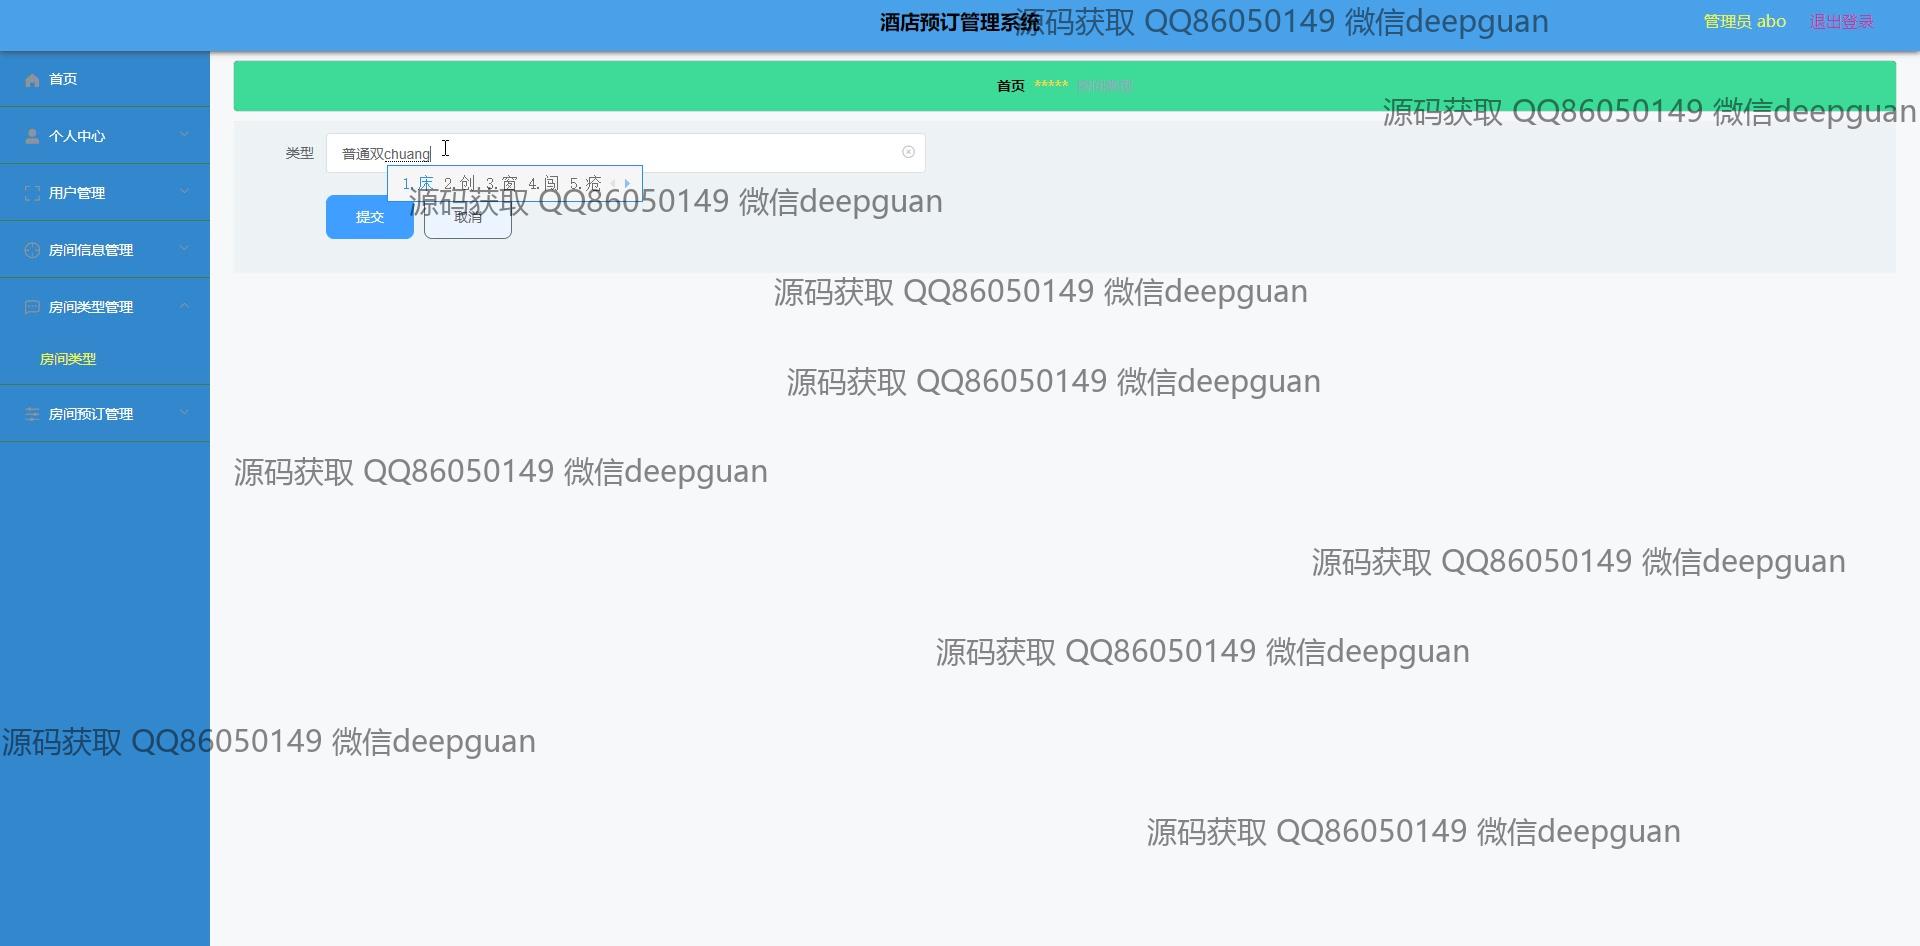 酒店预订管理系统
源码获取 QQ86050149 微信deepguan
管理员 abo
退出登录
首页
个人中心
用户管理
房间信息管理
房间类型管理
房间类型
房间预订管理
首页 ***** 房间类型
源码获取 QQ86050149 微信deepguan
类型
普通双chuang
1.床 2.创 3.窗 4.闯 5.疮
源码获取 QQ86050149 微信deepguan
提交
取消
源码获取 QQ86050149 微信deepguan
源码获取 QQ86050149 微信deepguan
源码获取 QQ86050149 微信deepguan
源码获取 QQ86050149 微信deepguan
源码获取 QQ86050149 微信deepguan
源码获取 QQ86050149 微信deepguan
源码获取 QQ86050149 微信deepguan